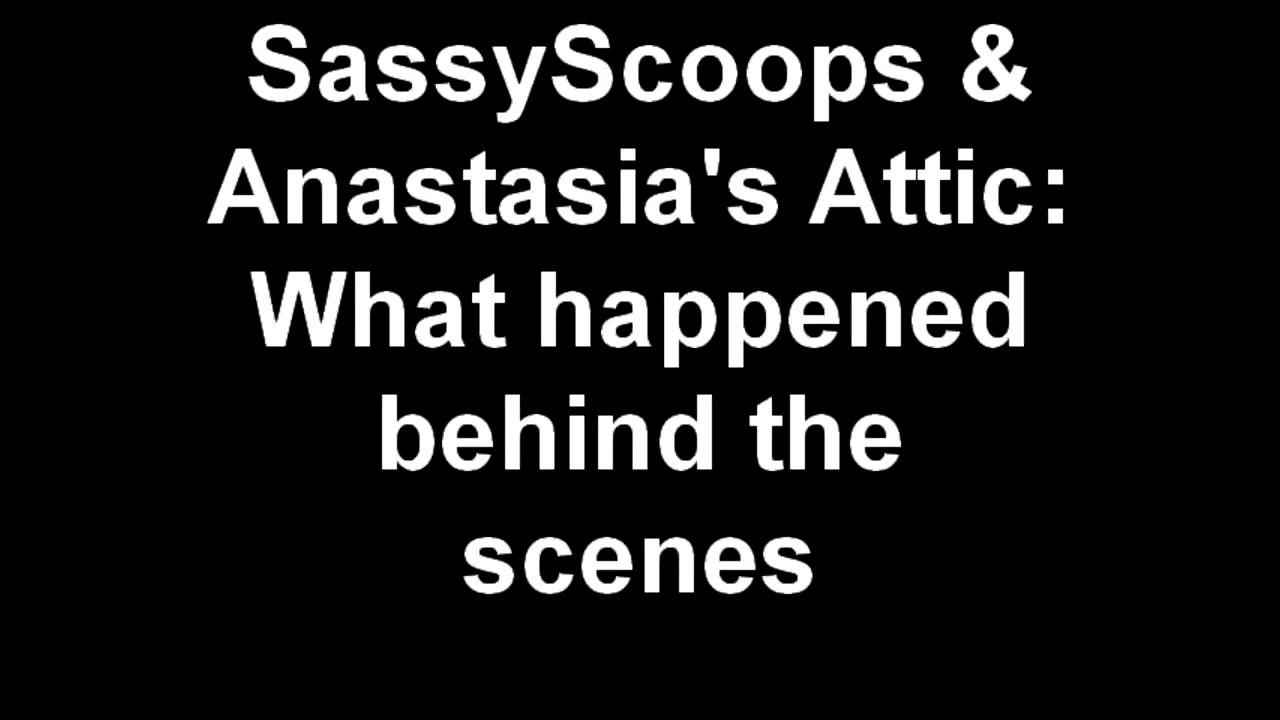 SassyScoops &
Anastasia's Attic:
What happened
behind the
scenes